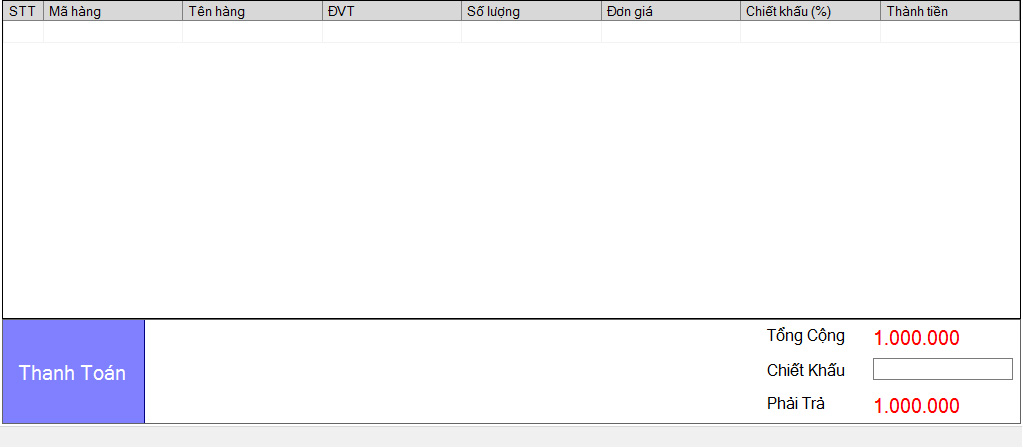 STT Mã hàng Tên hàng ĐVT Số lượng Đơn giá Chiết khấu (%) Thành tiền
Tổng Cộng 1.000.000
Thanh Toán
Chiết Khấu
Phải Trả 1.000.000